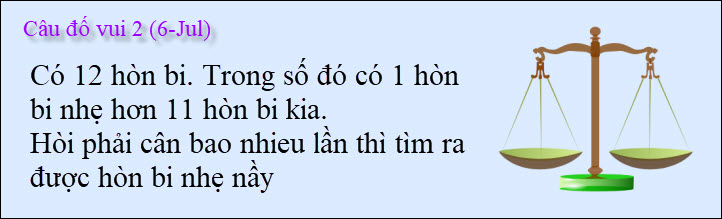 Câu đố vui 2 (6-Jul)
Có 12 hòn bi. Trong số đó có 1 hòn
bi nhẹ hơn 11 hòn bi kia.
Hòi phải cân bao nhieu lần thì tìm ra
được hòn bi nhẹ nầy